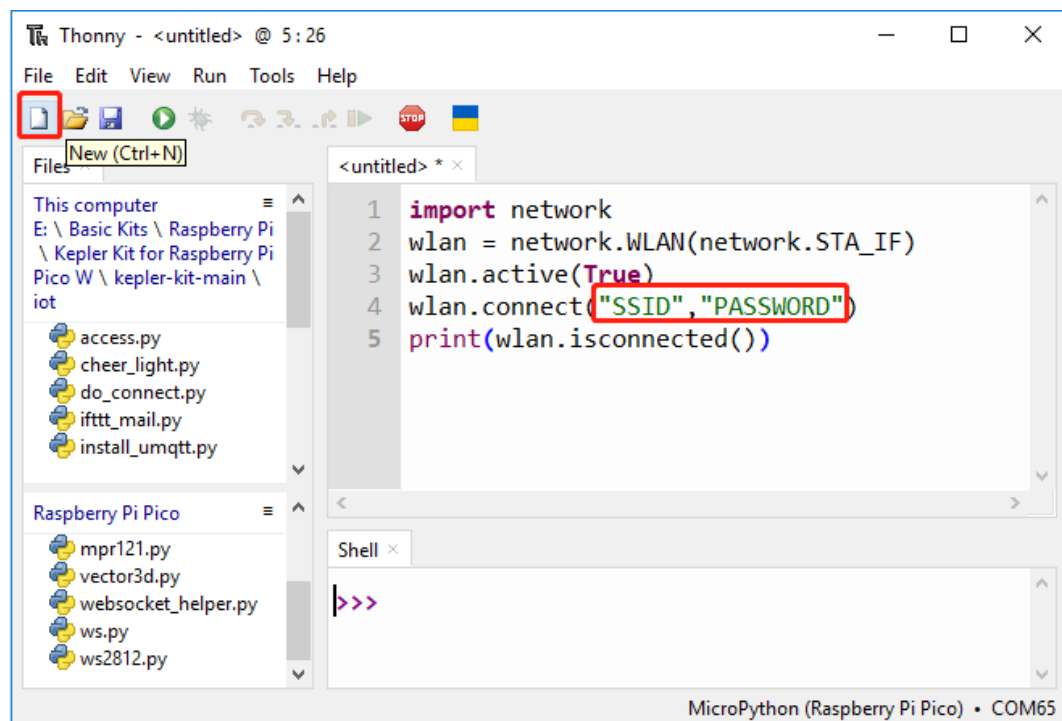 Thonny - <untitled> @ 5:26
File Edit View Run Tools Help
STOP
New (Ctrl+N)
Files
This computer
E: \ Basic Kits \ Raspberry Pi
\ Kepler Kit for Raspberry Pi
Pico W \ kepler-kit-main \
iot
access.py
cheer_light.py
do_connect.py
ifttt_mail.py
install_umqtt.py
Raspberry Pi Pico
mpr121.py
vector3d.py
websocket_helper.py
ws.py
ws2812.py
<untitled> *
1 import network
2 wlan = network.WLAN(network.STA_IF)
3 wlan.active(True)
4 wlan.connect("SSID","PASSWORD")
5 print(wlan.isconnected())
Shell
>>>
MicroPython (Raspberry Pi Pico) • COM65